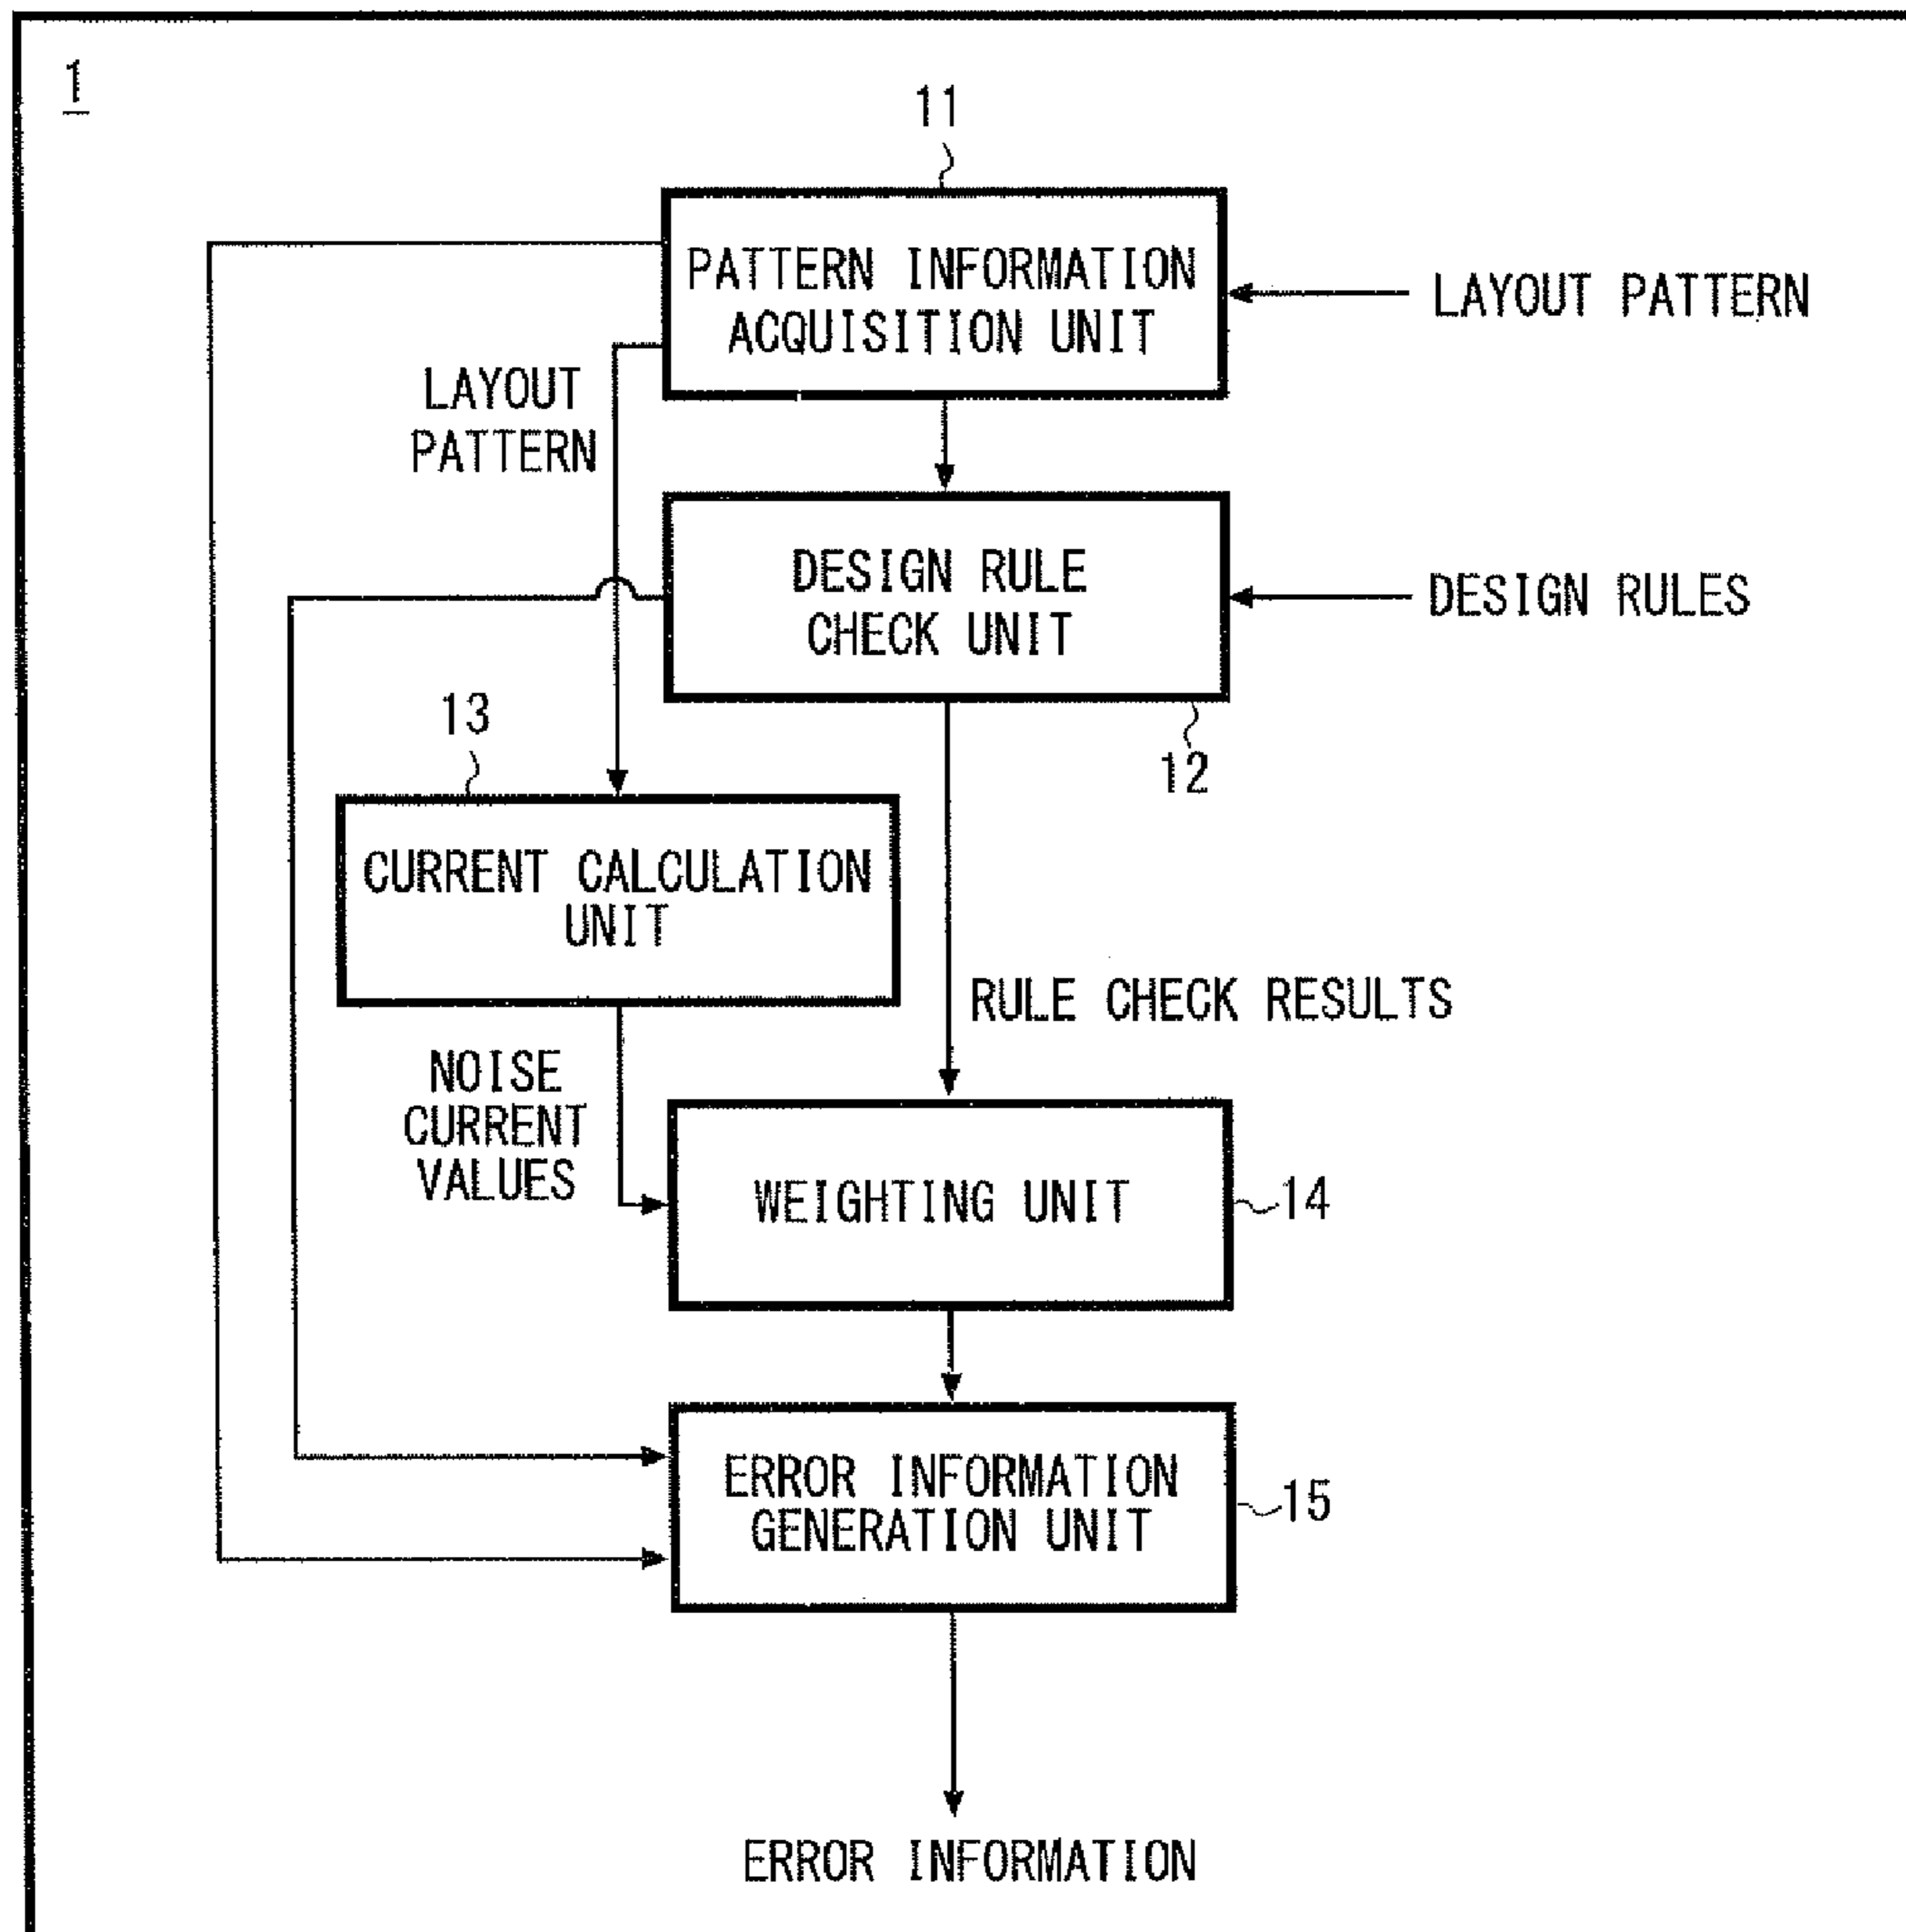 1
11
PATTERN INFORMATION
ACQUISITION UNIT
LAYOUT PATTERN
LAYOUT
PATTERN
DESIGN RULE
CHECK UNIT
DESIGN RULES
12
13
CURRENT CALCULATION
UNIT
RULE CHECK RESULTS
NOISE
CURRENT
VALUES
WEIGHTING UNIT
14
ERROR INFORMATION
GENERATION UNIT
15
ERROR INFORMATION